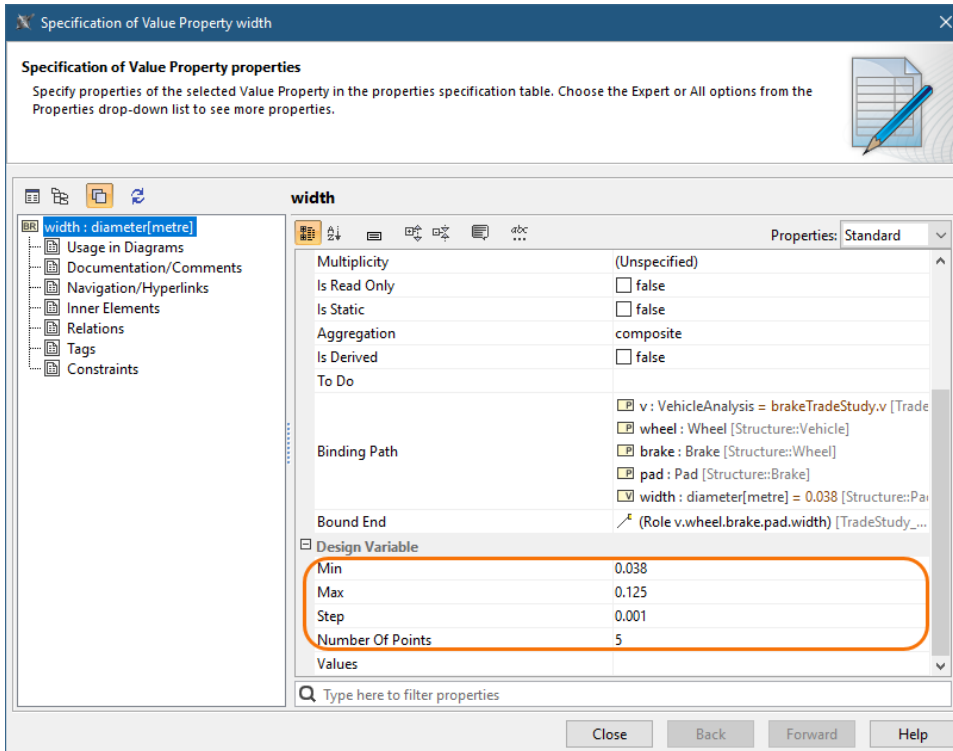 Specification of Value Property width
Specification of Value Property properties
Specify properties of the selected Value Property in the properties specification table. Choose the Expert or All options from the
Properties drop-down list to see more properties.
width
BR width : diameter[metre]
Usage in Diagrams
Documentation/Comments
Navigation/Hyperlinks
Inner Elements
Relations
Tags
Constraints
Properties: Standard
Multiplicity (Unspecified)
Is Read Only false
Is Static false
Aggregation composite
Is Derived false
To Do
Binding Path
P v : VehicleAnalysis = brakeTradeStudy.v [Trade
P wheel : Wheel [Structure::Vehicle]
P brake : Brake [Structure::Wheel]
P pad : Pad [Structure::Brake]
V width : diameter[metre] = 0.038 [Structure::Pa
Bound End (Role v.wheel.brake.pad.width) [TradeStudy_...
Design Variable
Min 0.038
Max 0.125
Step 0.001
Number Of Points 5
Values
Type here to filter properties
Close Back Forward Help